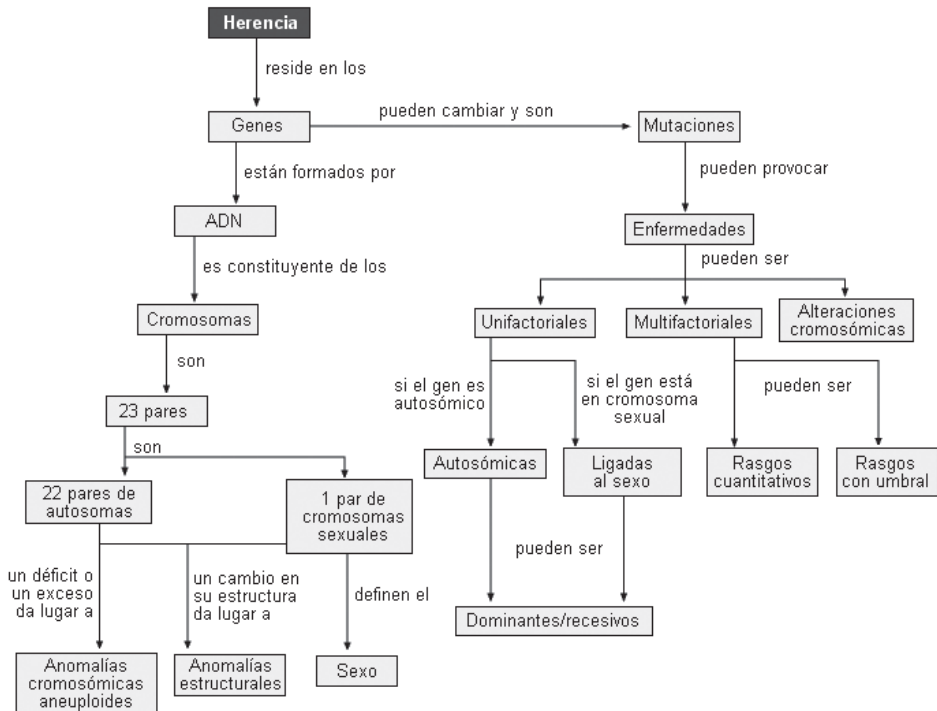 Herencia
reside en los
Genes
pueden cambiar y son
Mutaciones
están formados por
pueden provocar
ADN
Enfermedades
es constituyente de los
pueden ser
Cromosomas
Unifactoriales
Multifactoriales
Alteraciones
cromosómicas
son
si el gen es
autosómico
si el gen está
en cromosoma
sexual
pueden ser
23 pares
son
Autosómicas
Ligadas
al sexo
Rasgos
cuantitativos
Rasgos
con umbral
22 pares de
autosomas
1 par de
cromosomas
sexuales
pueden ser
un déficit o
un exceso
da lugar a
un cambio en
su estructura
da lugar a
definen el
Dominantes/recesivos
Anomalías
cromosómicas
aneuploides
Anomalías
estructurales
Sexo